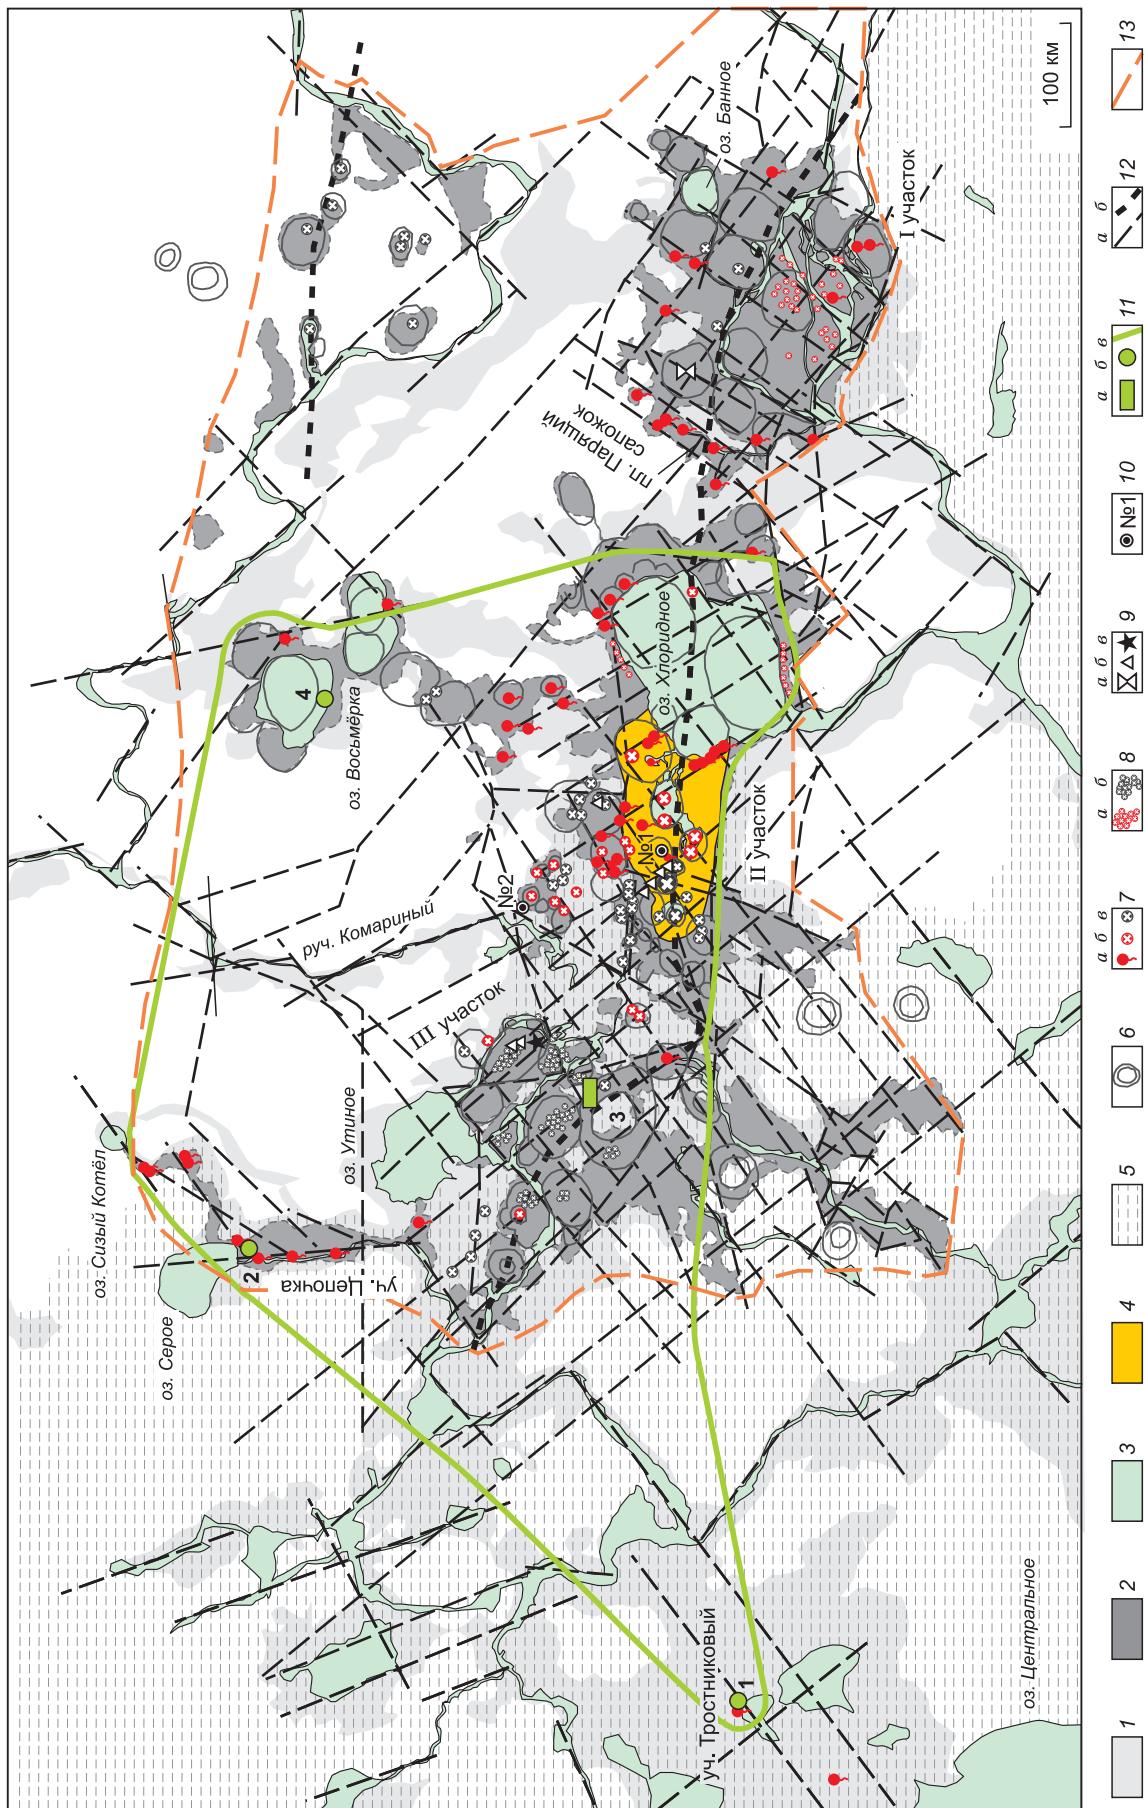 оз. Сизый Котёл
оз. Серое
2
уч. Цепочка
оз. Утиное
руч. Комариный
III участок
№2
3
оз. Восьмёрка
4
оз. Хлоридное
№1
II участок
пл. Парящий
сапожок
оз. Банное
I участок
100 км
уч. Тростниковый
1
оз. Центральное
1
2
3
4
5
6
а б в
7
а б
8
а б в
9
№1
10
а б в
11
а б
12
13